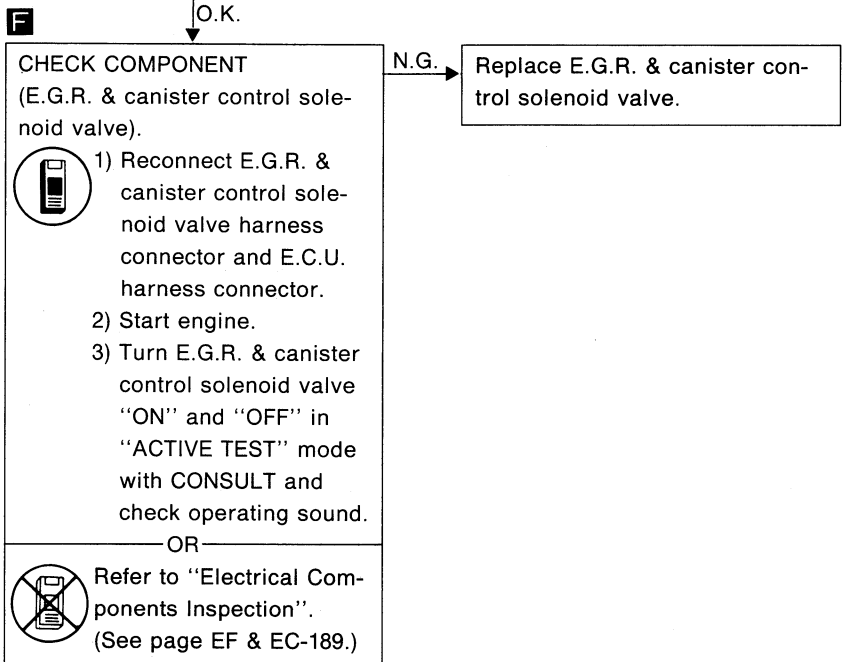 F
O.K.
CHECK COMPONENT
(E.G.R. & canister control sole-
noid valve).
1) Reconnect E.G.R. &
canister control sole-
noid valve harness
connector and E.C.U.
harness connector.
2) Start engine.
3) Turn E.G.R. & canister
control solenoid valve
''ON'' and ''OFF'' in
''ACTIVE TEST'' mode
with CONSULT and
check operating sound.
OR
Refer to ''Electrical Com-
ponents Inspection''.
(See page EF & EC-189.)
N.G.
Replace E.G.R. & canister con-
trol solenoid valve.